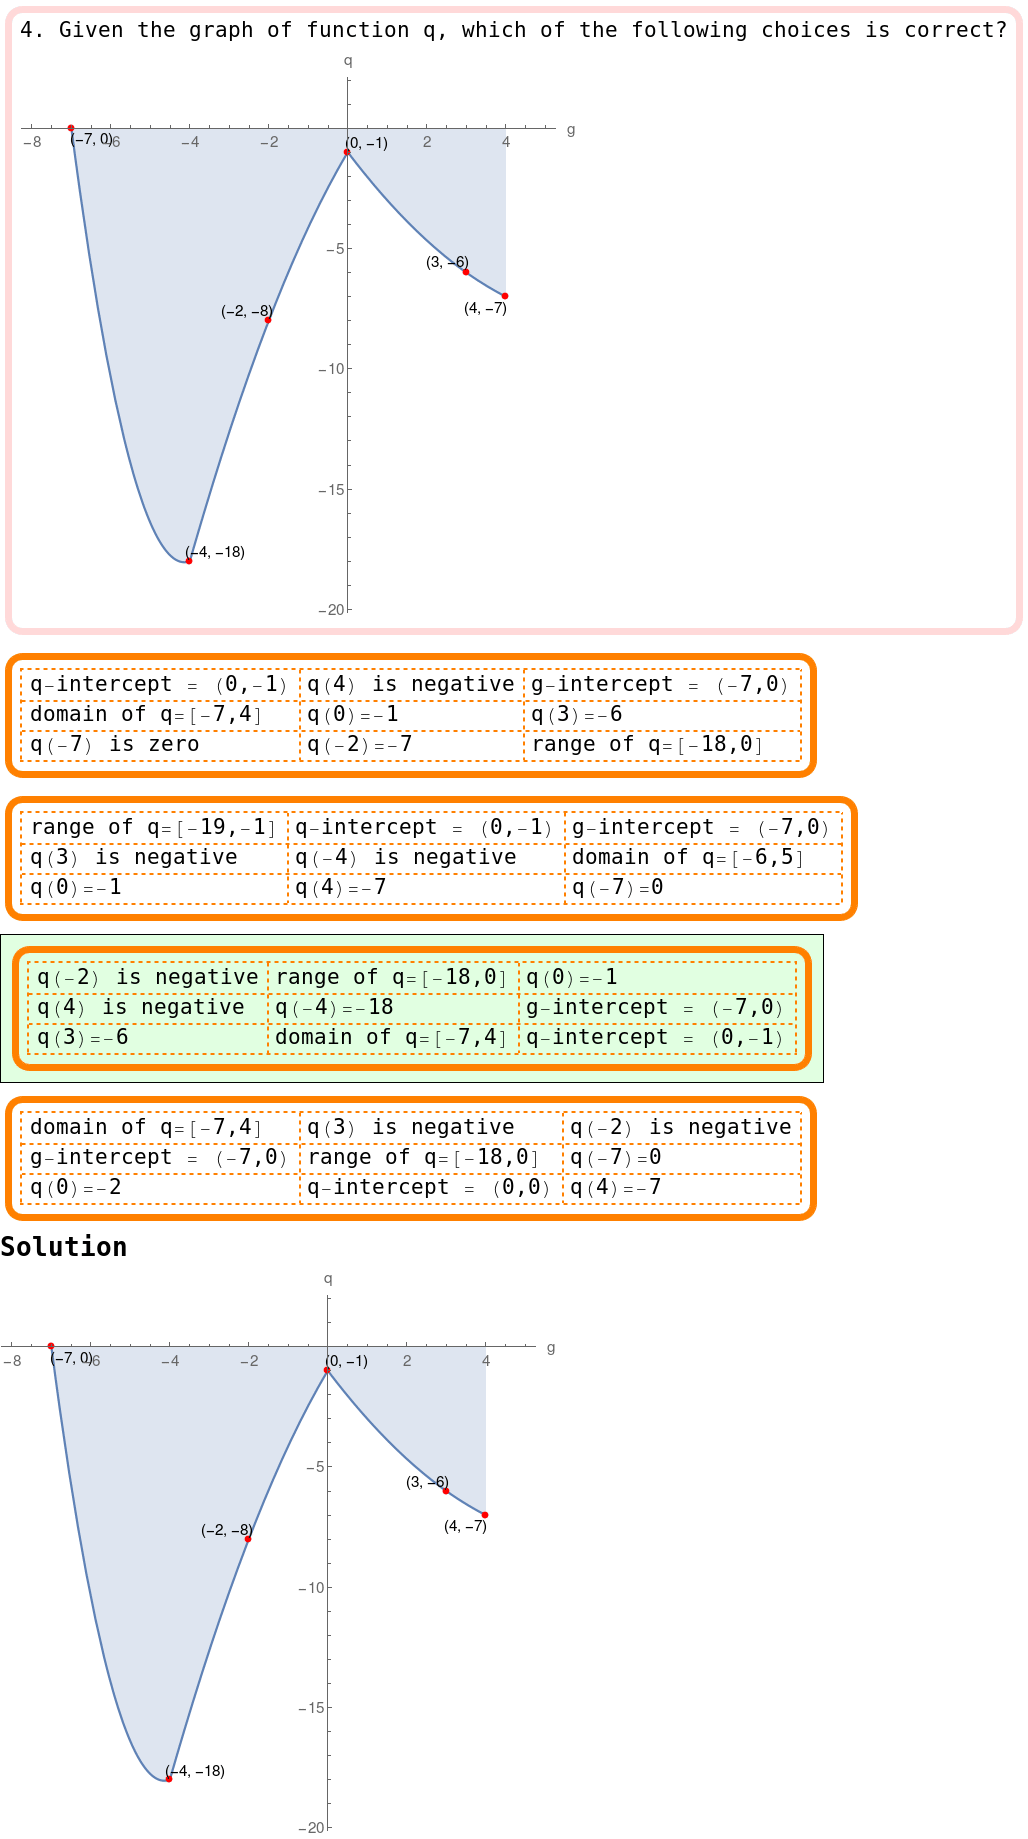 4. Given the graph of function q, which of the following choices is correct?
q
g
−8 −6 −4 −2 2 4
(−7, 0)
(0, −1)
−5
(3, −6)
(4, −7)
(−2, −8)
−10
−15
(−4, −18)
−20
q-intercept = (0,-1) q(4) is negative g-intercept = (-7,0)
domain of q=[-7,4] q(0)=-1 q(3)=-6
q(-7) is zero q(-2)=-7 range of q=[-18,0]
range of q=[-19,-1] q-intercept = (0,-1) g-intercept = (-7,0)
q(3) is negative q(-4) is negative domain of q=[-6,5]
q(0)=-1 q(4)=-7 q(-7)=0
q(-2) is negative range of q=[-18,0] q(0)=-1
q(4) is negative q(-4)=-18 g-intercept = (-7,0)
q(3)=-6 domain of q=[-7,4] q-intercept = (0,-1)
domain of q=[-7,4] q(3) is negative q(-2) is negative
g-intercept = (-7,0) range of q=[-18,0] q(-7)=0
q(0)=-2 q-intercept = (0,0) q(4)=-7
Solution
q
g
−8 −6 −4 −2 2 4
(−7, 0)
(0, −1)
−5
(3, −6)
(4, −7)
(−2, −8)
−10
−15
(−4, −18)
−20